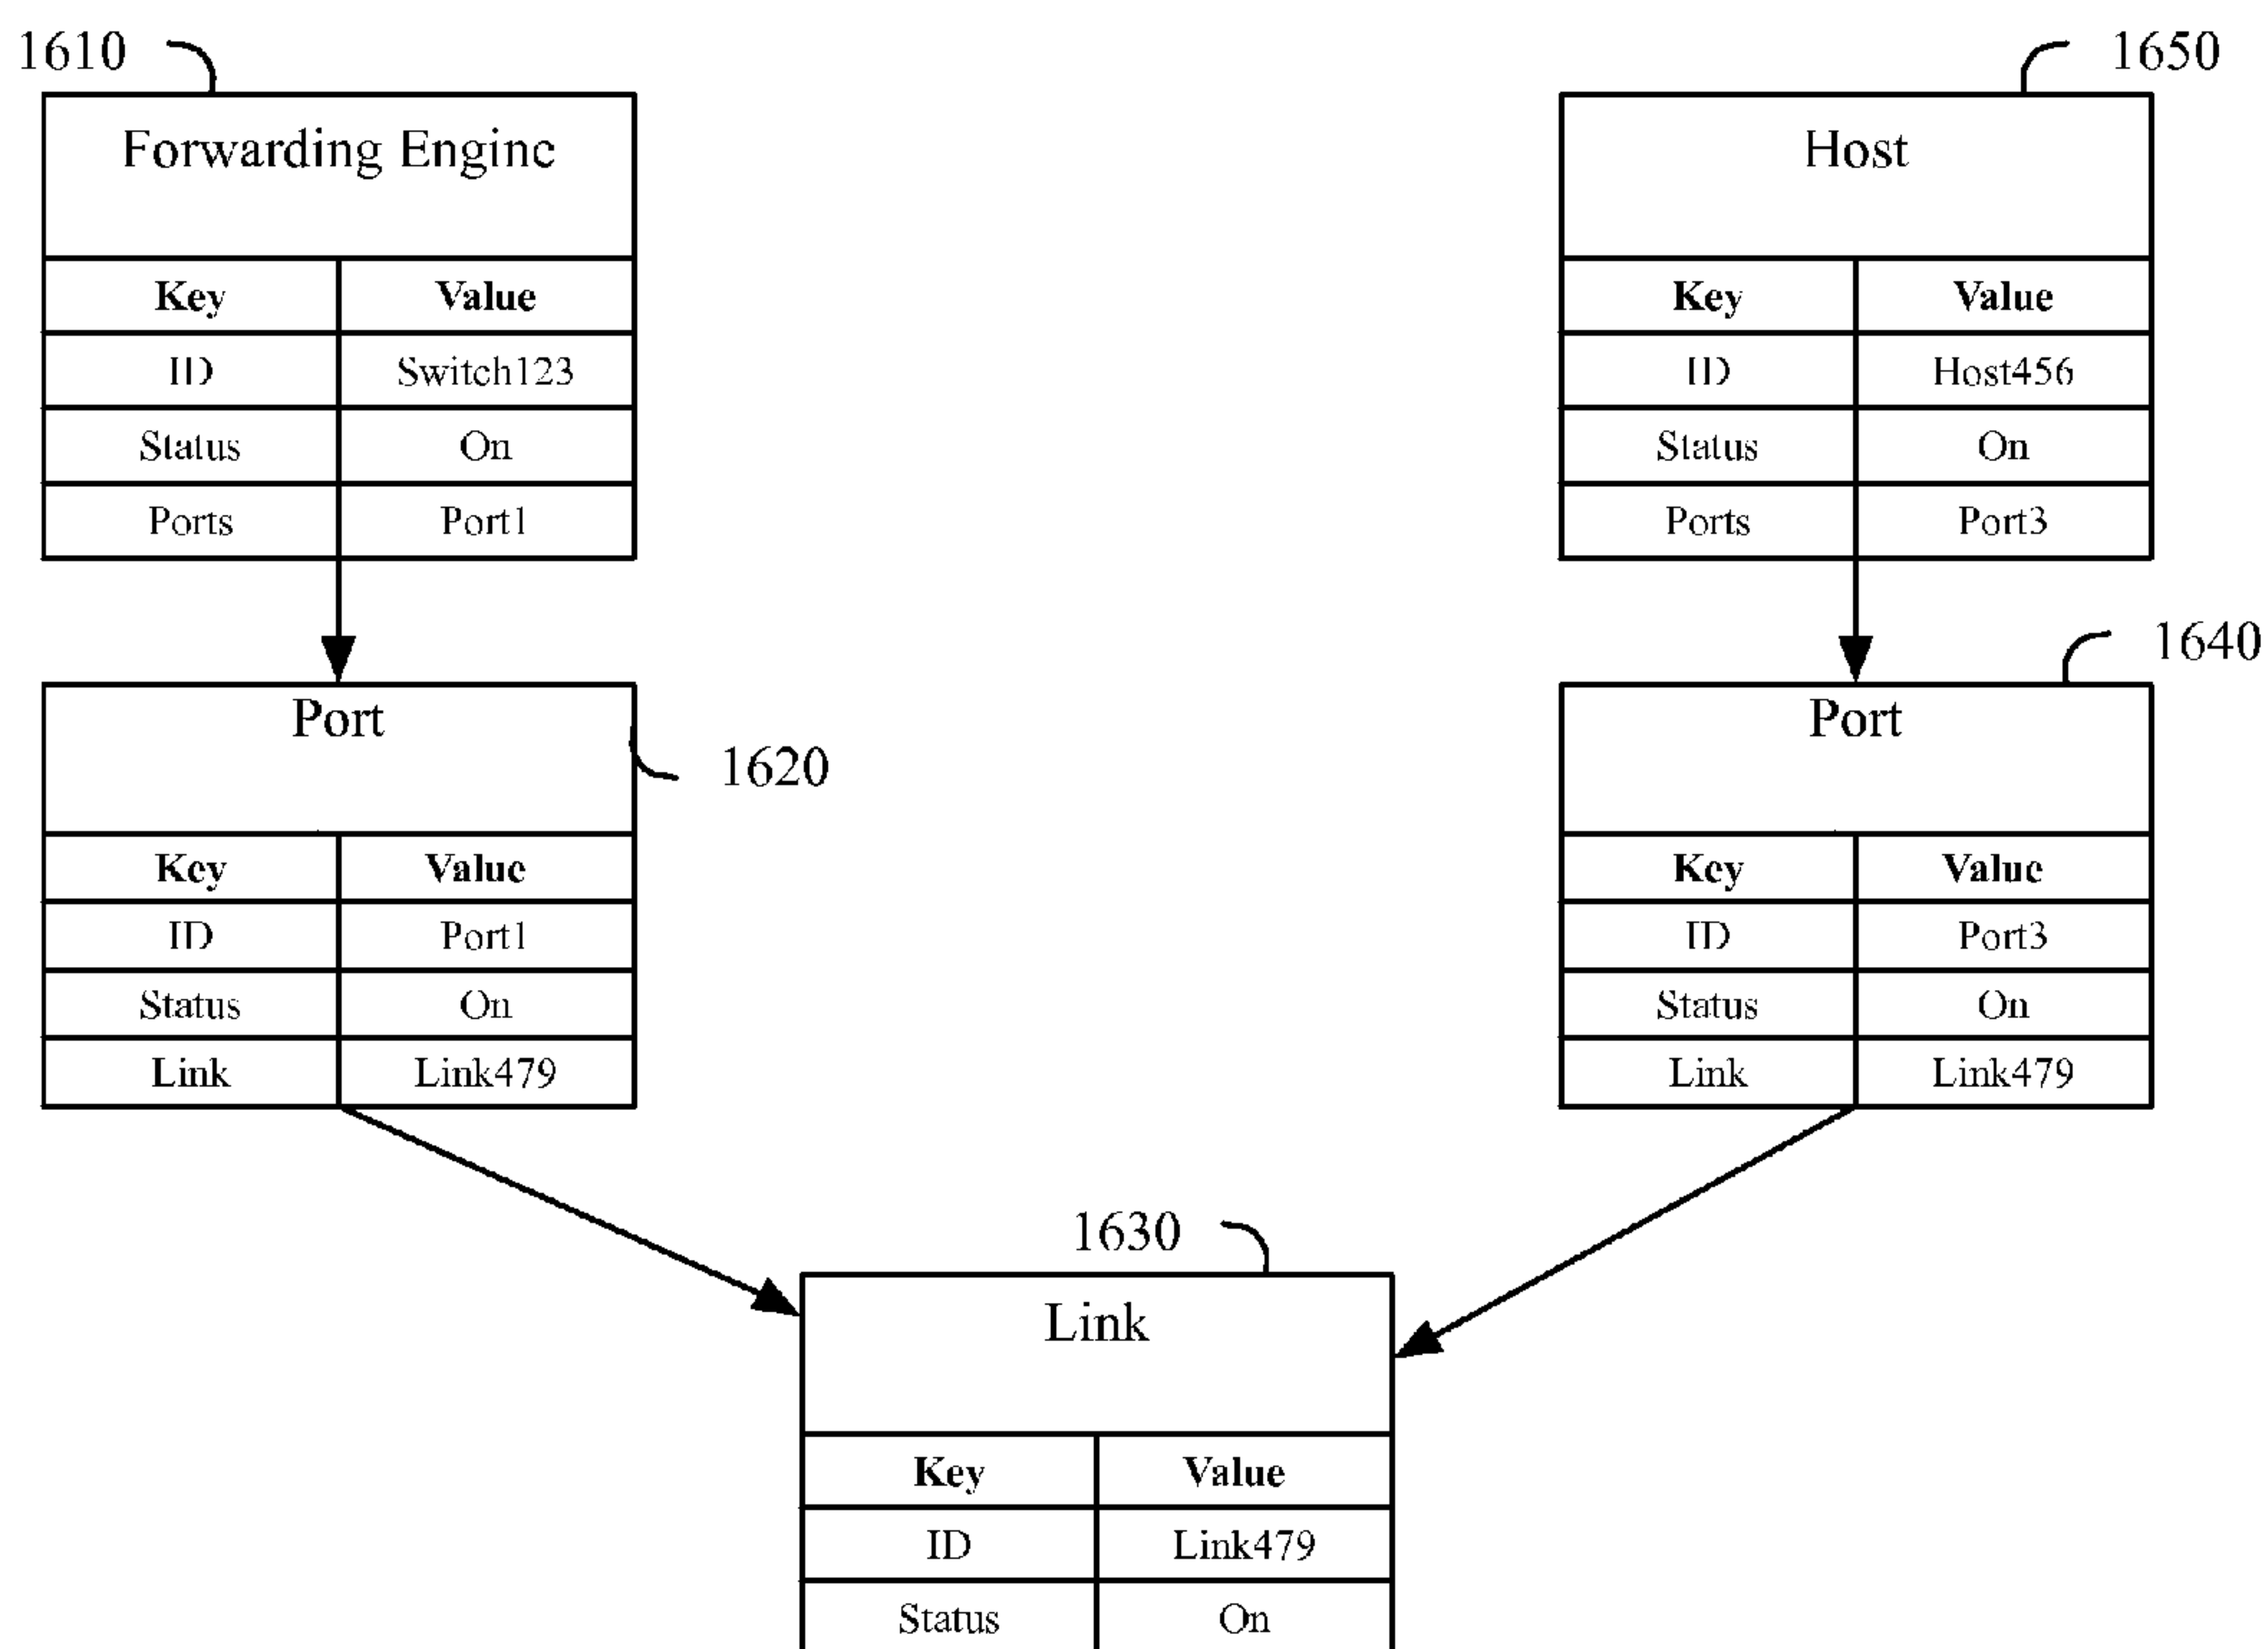 1610
Forwarding Engine
Key Value
ID Switch123
Status On
Ports Port1
1650
Host
Key Value
ID Host456
Status On
Ports Port3
1620
Port
Key Value
ID Port1
Status On
Link Link479
1640
Port
Key Value
ID Port3
Status On
Link Link479
1630
Link
Key Value
ID Link479
Status On